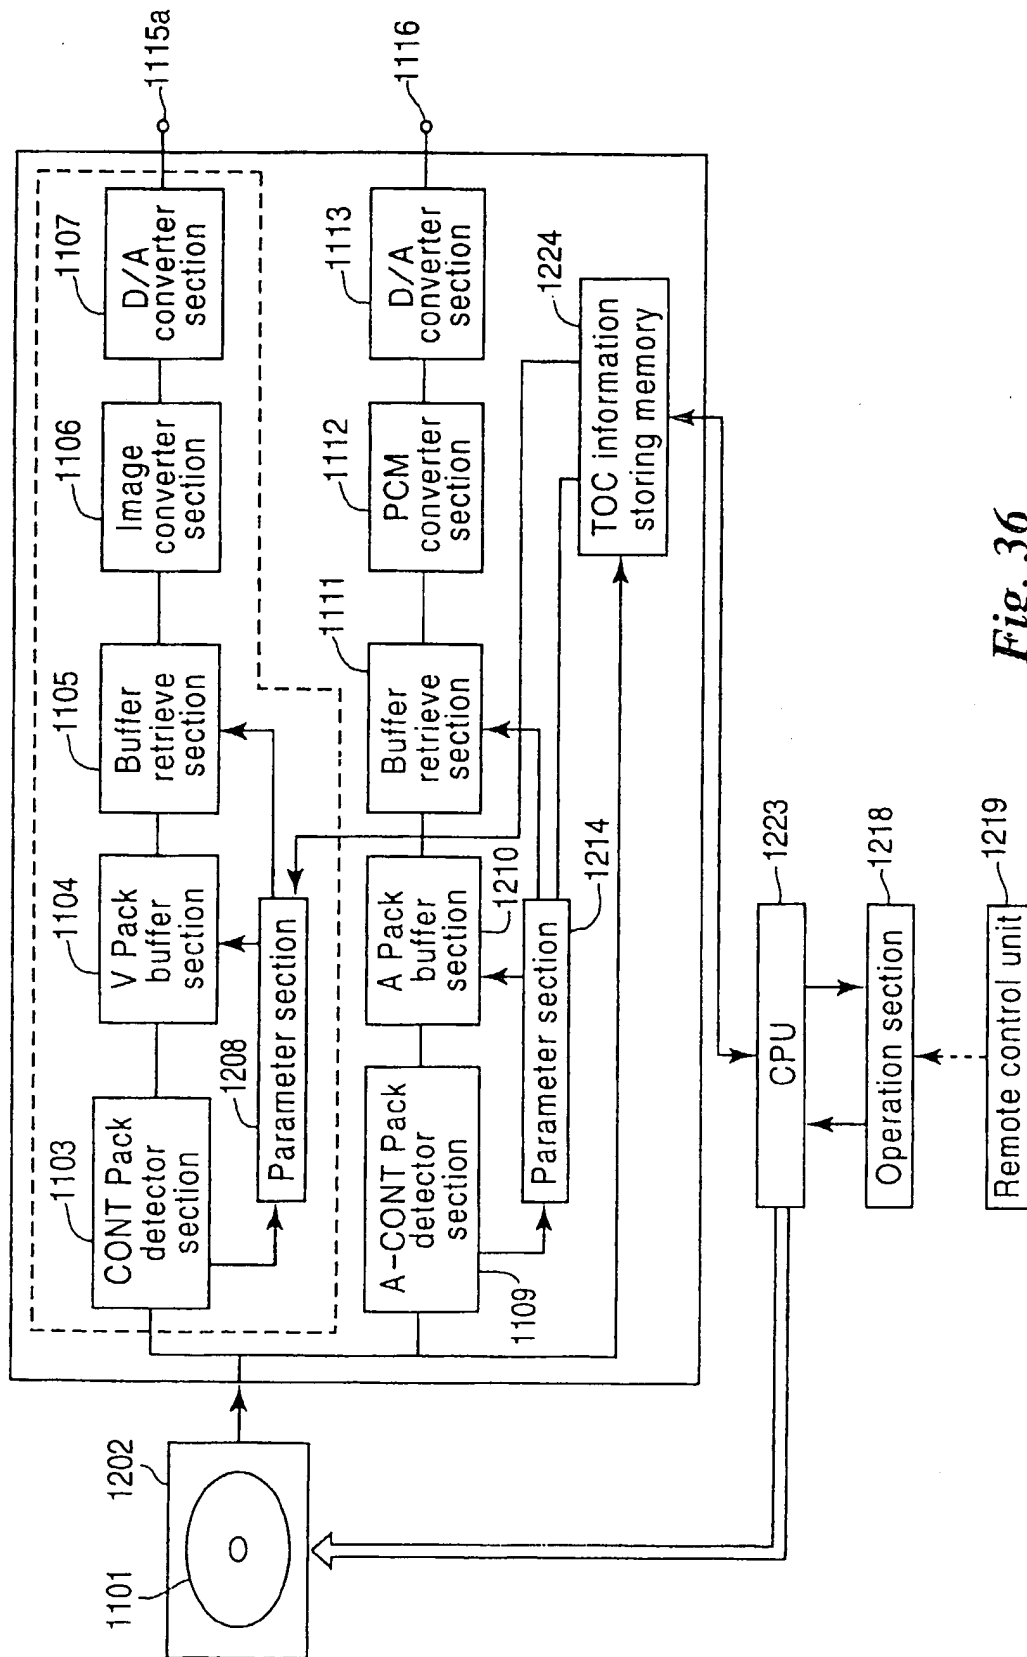 1101
1202
1103
CONT Pack
detector
section
1104
V Pack
buffer
section
1105
Buffer
retrieve
section
1106
Image
converter
section
1107
D/A
converter
section
1115a
1208
Parameter section
A-CONT Pack
detector
section
1109
A Pack
buffer
section
1210
1111
Buffer
retrieve
section
1112
PCM
converter
section
1113
D/A
converter
section
1116
Parameter section
1214
1224
TOC information
storing memory
CPU
1223
Operation section
1218
Remote control unit
1219
Fig. 36